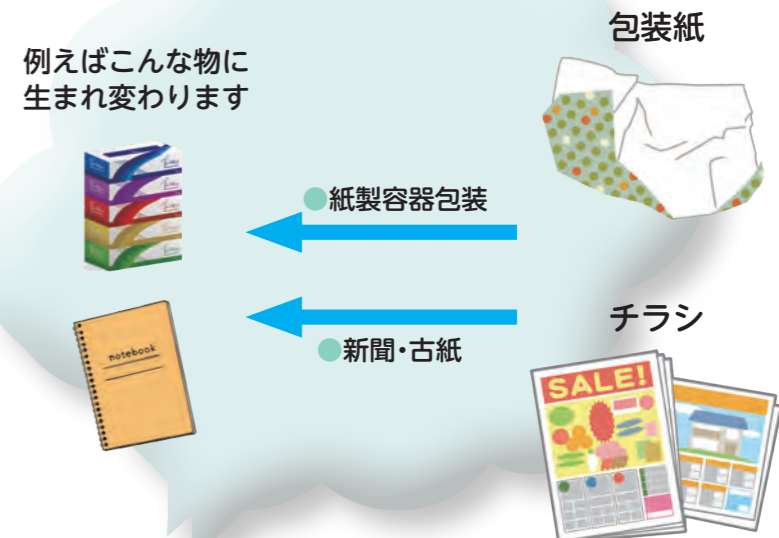 包装紙
例えばこんな物に
生まれ変わります
●紙製容器包装
チラシ
●新聞・古紙
notebook
SALE!